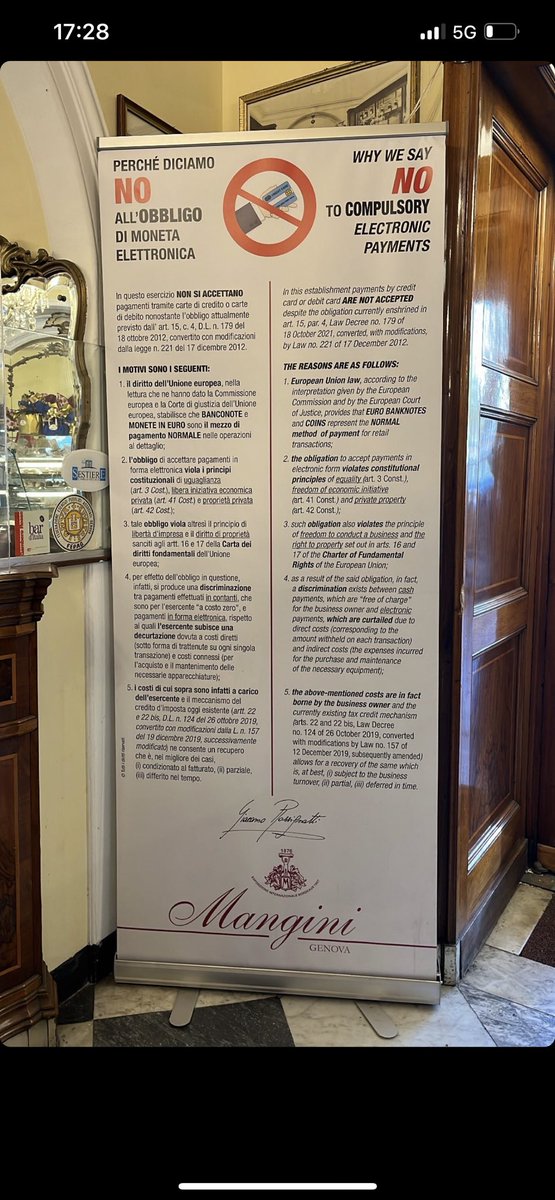 17:28
5G
PERCHÉ DICIAMO
NO
ALL'OBBLIGO
DI MONETA
ELETTRONICA
WHY WE SAY
NO
TO COMPULSORY
ELECTRONIC
PAYMENTS
In questo esercizio NON SI ACCETTANO
pagamenti tramite carte di credito o carte
di debito nonostante l'obbligo attualmente
previsto dall' art. 15, c. 4, D.L. n. 179 del
18 ottobre 2012, convertito con modificazioni
dalla legge n. 221 del 17 dicembre 2012.
I MOTIVI SONO I SEGUENTI:
1. il diritto dell'Unione europea, nella
lettura che ne hanno dato la Commissione
europea e la Corte di giustizia dell'Unione
europea, stabilisce che BANCONOTE e
MONETE IN EURO sono il mezzo di
pagamento NORMALE nelle operazioni
al dettaglio;
2. l'obbligo di accettare pagamenti in
forma elettronica viola i principi
costituzionali di uguaglianza
(art. 3 Cost.), libera iniziativa economica
privata (art. 41 Cost.) e proprietà privata
(art. 42 Cost.);
3. tale obbligo viola altresì il principio di
libertà d'impresa e il diritto di proprietà
sanciti agli artt. 16 e 17 della Carta dei
diritti fondamentali dell'Unione
europea;
4. per effetto dell'obbligo in questione,
infatti, si produce una discriminazione
tra pagamenti effettuati in contanti, che
sono per l'esercente "a costo zero", e
pagamenti in forma elettronica, rispetto
ai quali l'esercente subisce una
decurtazione dovuta a costi diretti
(sotto forma di trattenute su ogni singola
transazione) e costi connessi (per
l'acquisto e il mantenimento delle
necessarie apparecchiature);
5. i costi di cui sopra sono infatti a carico
dell'esercente e il meccanismo del
credito d'imposta oggi esistente (artt. 22
e 22 bis, D.L. n. 124 del 26 ottobre 2019,
convertito con modificazioni dalla L. n. 157
del 19 dicembre 2019, successivamente
modificato) ne consente un recupero
che è, nel migliore dei casi,
(i) condizionato al fatturato, (ii) parziale,
(iii) differito nel tempo.
© Tutti i diritti riservati
In this establishment payments by credit
card or debit card ARE NOT ACCEPTED
despite the obligation currently enshrined in
art. 15, par. 4, Law Decree no. 179 of
18 October 2021, converted, with modifications,
by Law no. 221 of 17 December 2012.
THE REASONS ARE AS FOLLOWS:
1. European Union law, according to the
interpretation given by the European
Commission and by the European Court
of Justice, provides that EURO BANKNOTES
and COINS represent the NORMAL
method of payment for retail
transactions;
2. the obligation to accept payments in
electronic form violates constitutional
principles of equality (art. 3 Const.),
freedom of economic initiative
(art. 41 Const.) and private property
(art. 42 Const.);
3. such obligation also violates the principle
of freedom to conduct a business and the
right to property set out in arts. 16 and
17 of the Charter of Fundamental
Rights of the European Union;
4. as a result of the said obligation, in fact,
a discrimination exists between cash
payments, which are "free of charge"
for the business owner and electronic
payments, which are curtailed due to
direct costs (corresponding to the
amount withheld on each transaction)
and indirect costs (the expenses incurred
for the purchase and maintenance
of the necessary equipment);
5. the above-mentioned costs are in fact
borne by the business owner and the
currently existing tax credit mechanism
(arts. 22 and 22 bis, Law Decree
no. 124 of 26 October 2019, converted
with modifications by Law no. 157 of
12 December 2019, subsequently amended)
allows for a recovery of the same which
is, at best, (i) subject to the business
turnover, (ii) partial, (iii) deferred in time.
1876
Mangini
GENOVA
SESTIERE
bar
d'Italia
FIPAC